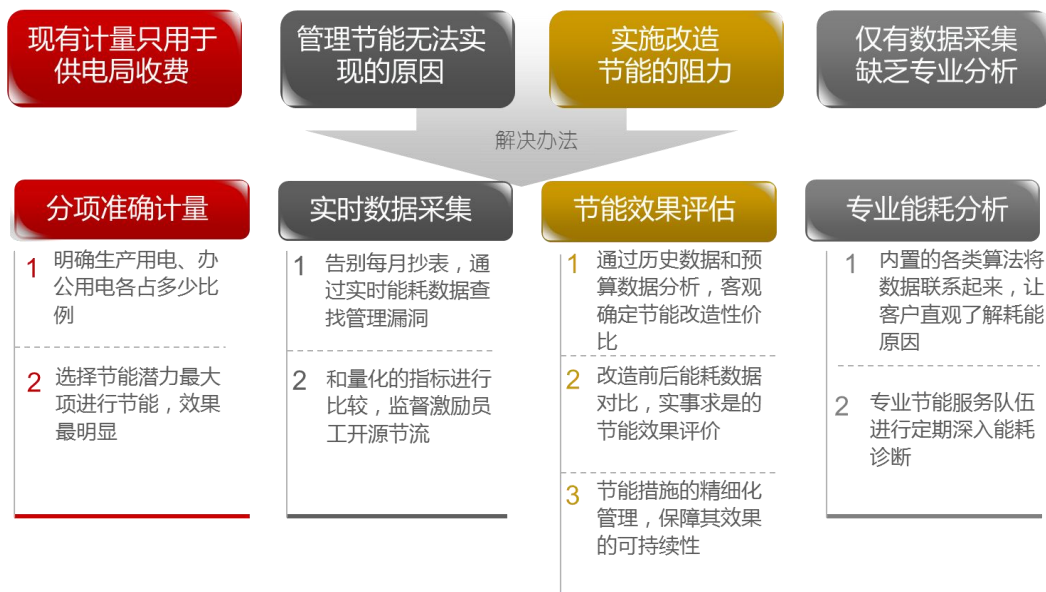 现有计量只用于
供电局收费
管理节能无法实
现的原因
实施改造
节能的阻力
仅有数据采集
缺乏专业分析
解决办法
分项准确计量
1 明确生产用电、办
公用电各占多少比
例
2 选择节能潜力最大
项进行节能，效果
最明显
实时数据采集
1 告别每月抄表，通
过实时能耗数据查
找管理漏洞
2 和量化的指标进行
比较，监督激励员
工开源节流
节能效果评估
1 通过历史数据和预
算数据分析，客观
确定节能改造性价
比
2 改造前后能耗数据
对比，实事求是的
节能效果评价
3 节能措施的精细化
管理，保障其效果
的可持续性
专业能耗分析
1 内置的各类算法将
数据联系起来，让
客户直观了解耗能
原因
2 专业节能服务队伍
进行定期深入能耗
诊断